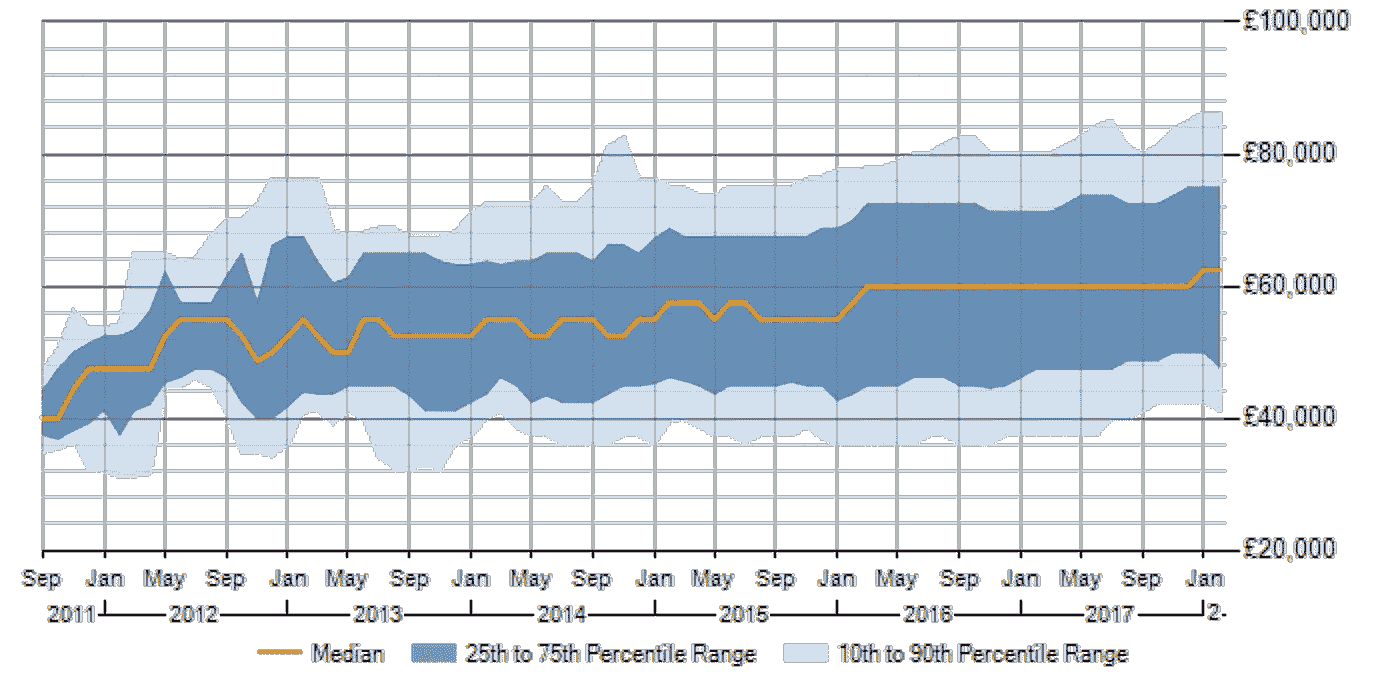 £100,000
£80,000
£60,000
£40,000
£20,000
Sep Jan May Sep Jan May Sep Jan May Sep Jan May Sep Jan May Sep Jan May Sep Jan
2011 2012 2013 2014 2015 2016 2017 2-
Median 25th to 75th Percentile Range 10th to 90th Percentile Range